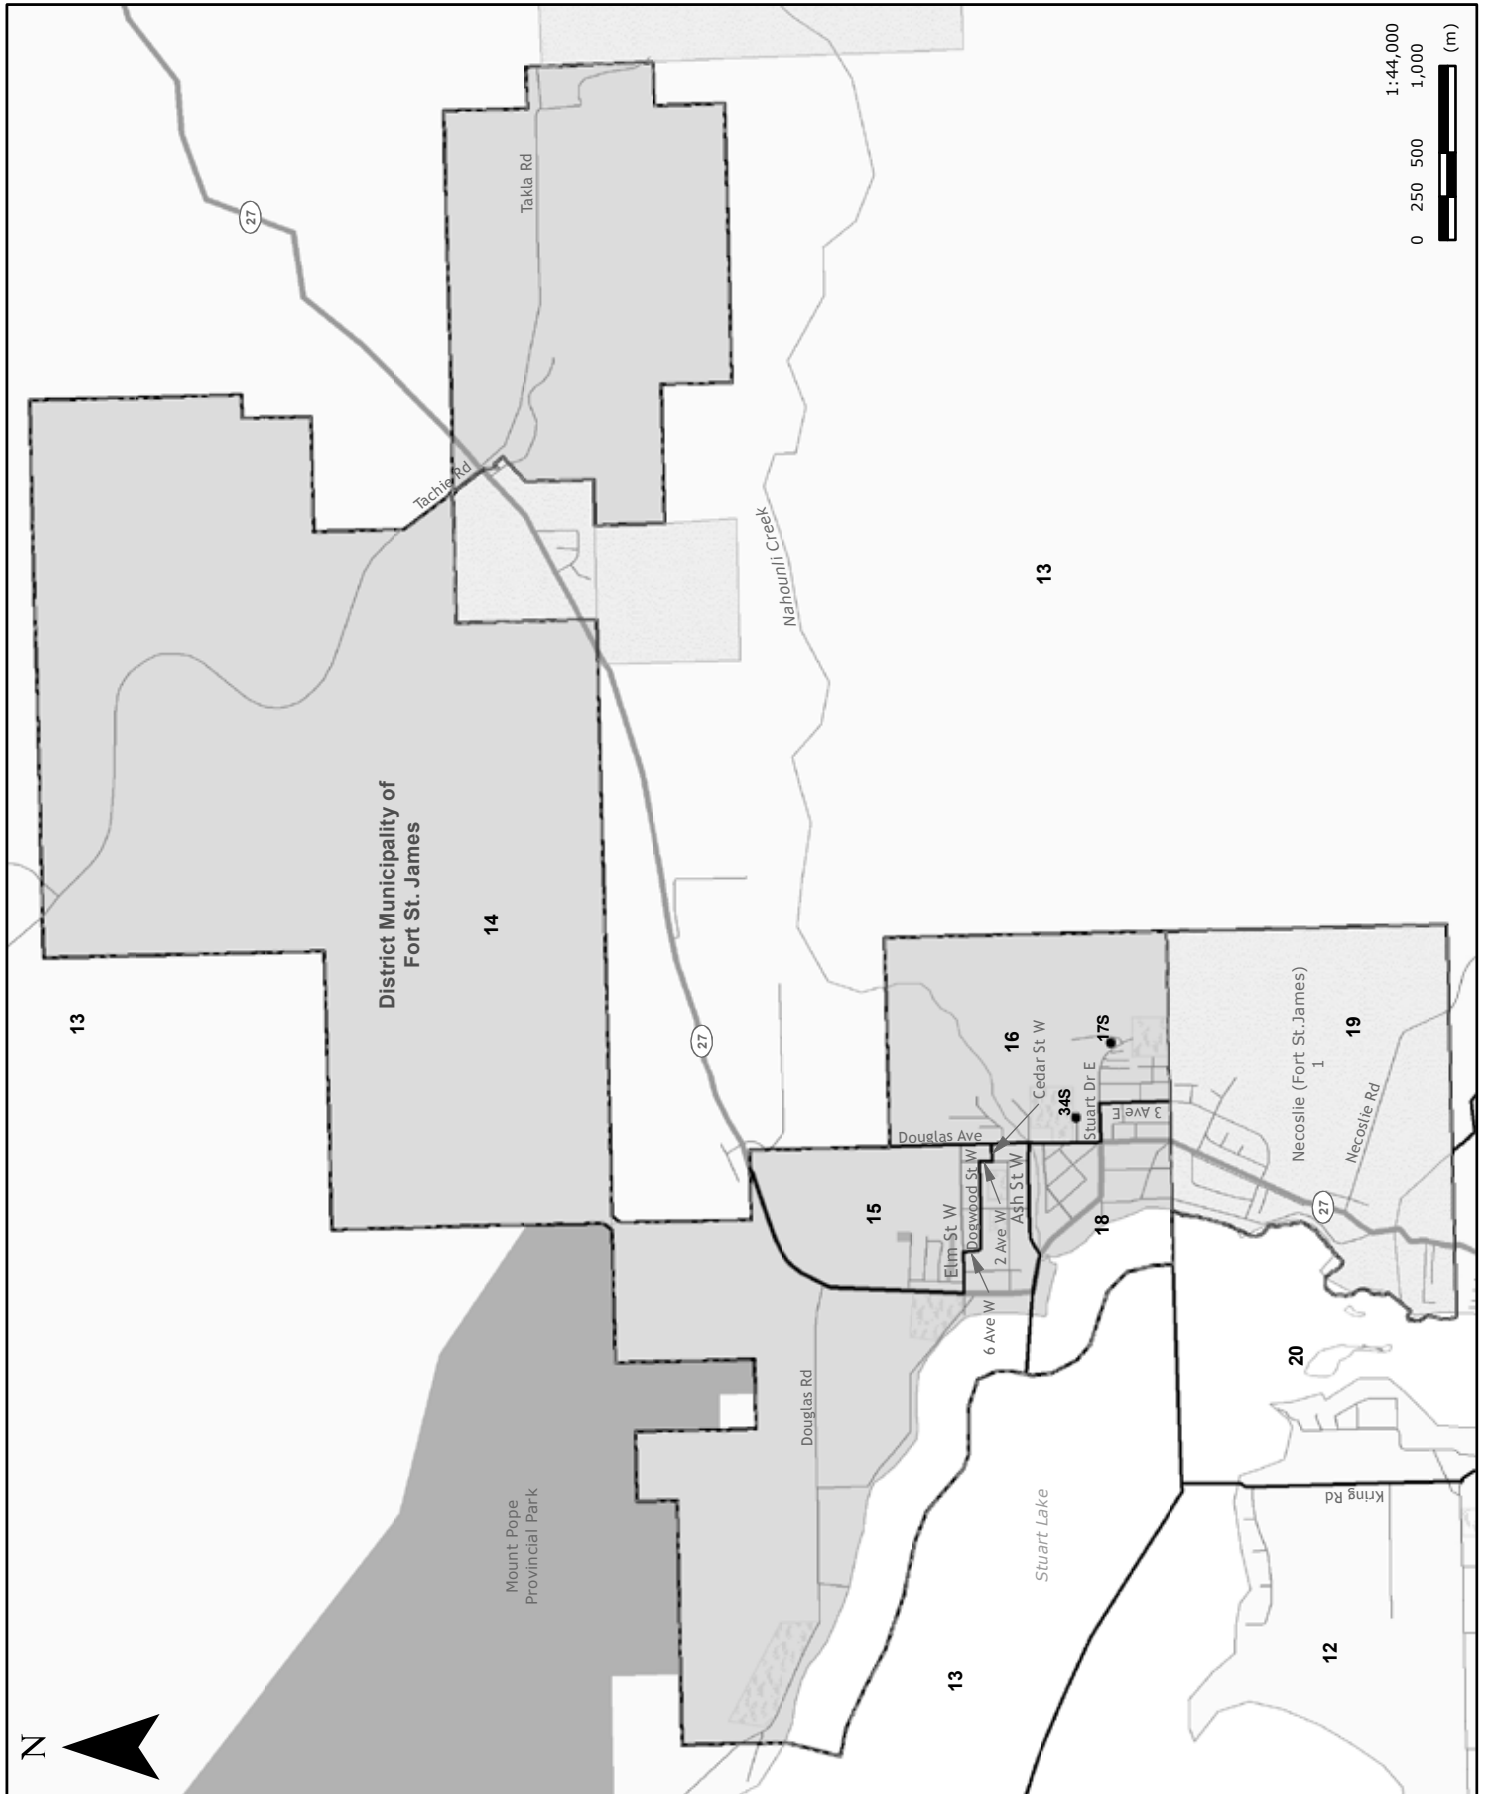 N
13
District Municipality of
Fort St. James
14
Mount Pope
Provincial Park
Tachie Rd
27
Takla Rd
27
Nahounli Creek
13
Douglas Rd
15
Elm St W
Dogwood St W
6 Ave W
2 Ave W
Ash St W
Douglas Ave
Cedar St W
16
34S
17S
Stuart Dr E
3 Ave E
18
Stuart Lake
13
20
Necoslie (Fort St.James)
1
19
Necoslie Rd
27
Kring Rd
12
1:44,000
0 250 500 1,000
(m)